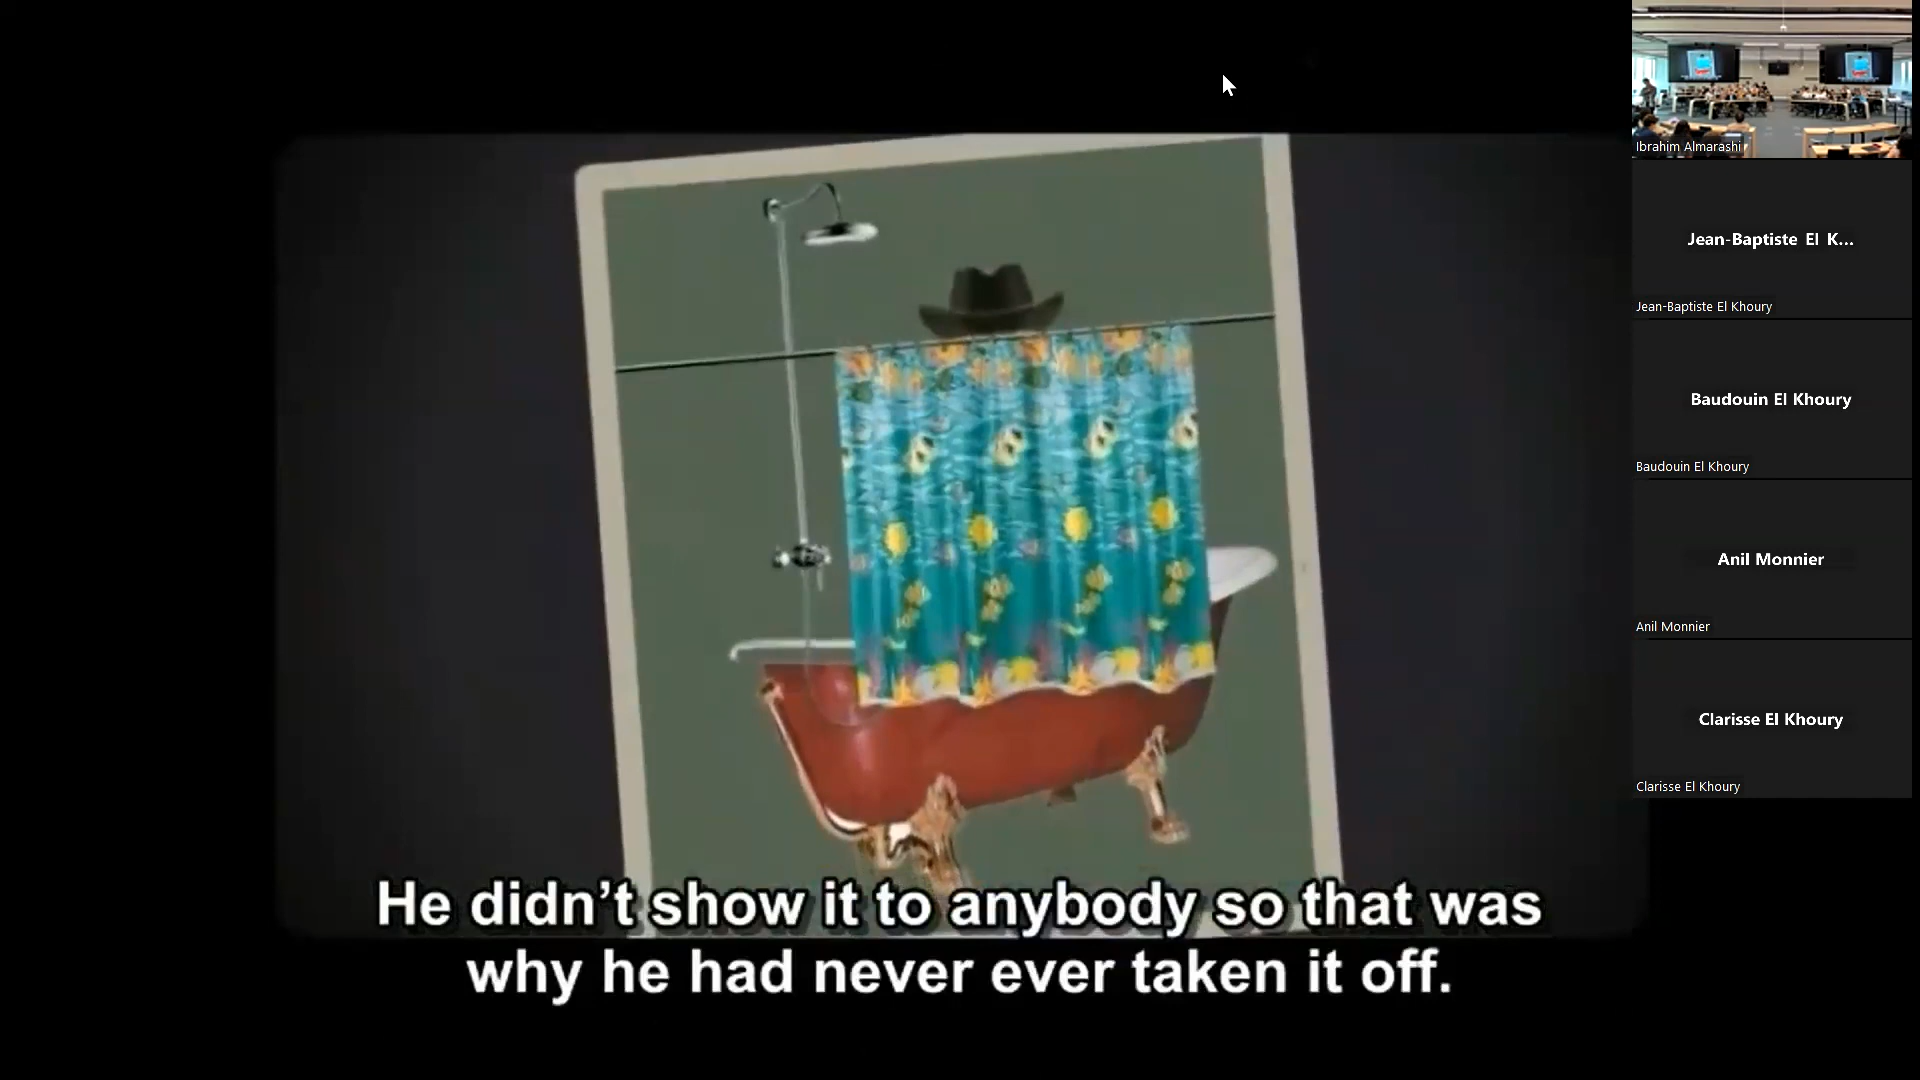 He didn’t show it to anybody so that was
why he had never ever taken it off.
Ibrahim Almarashi
Jean-Baptiste El K...
Jean-Baptiste El Khoury
Baudouin El Khoury
Baudouin El Khoury
Anil Monnier
Anil Monnier
Clarisse El Khoury
Clarisse El Khoury